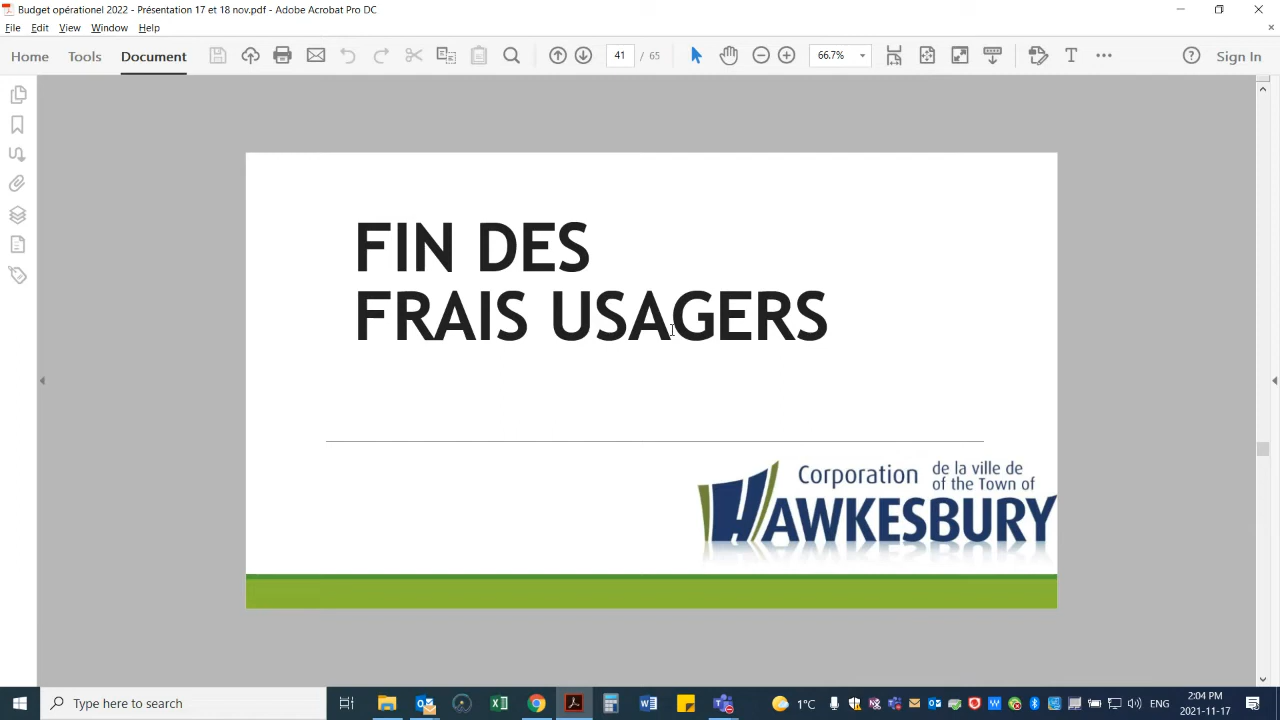 Budget opérationel 2022 - Présentation 17 et 18 nov.pdf - Adobe Acrobat Pro DC
File Edit View Window Help
Home Tools Document 41 / 65 66.7% Sign In
FIN DES
FRAIS USAGERS
Corporation de la ville de
of the Town of
HAWKESBURY
Type here to search 1°C ENG 2:04 PM
2021-11-17